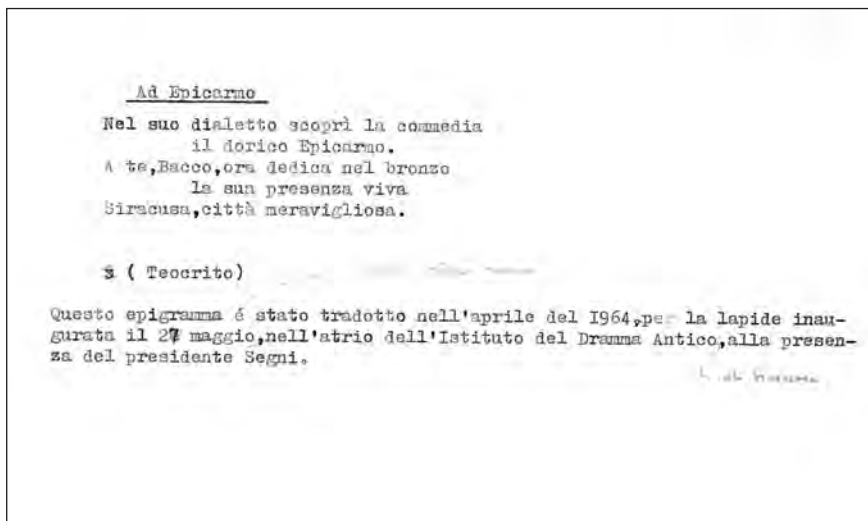 Ad Epicarmo
Nel suo dialetto scoprì la commedia
il dorico Epicarmo.
A te,Bacco,ora dedica nel bronzo
la sua presenza viva
Siracusa,città meravigliosa.
( Teocrito)
Questo epigramma é stato tradotto nell'aprile del I964,per la lapide inau-
gurata il 27 maggio,nell'atrio dell'Istituto del Dramma Antico,alla presen-
za del presidente Segni.